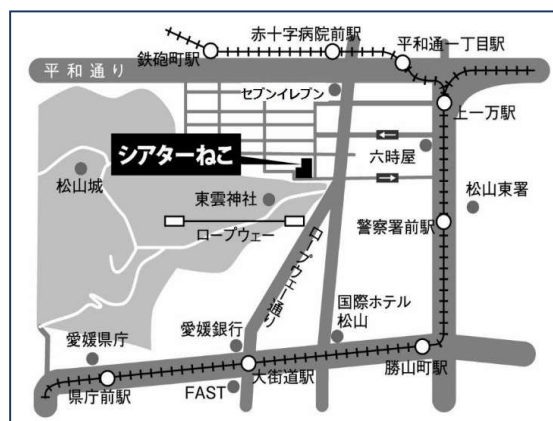 赤十字病院前駅
平和通一丁目駅
鉄砲町駅
平和通り
セブンイレブン
上一万駅
シアターねこ
六時屋
松山城
東雲神社
松山東署
ロープウェー
警察署前駅
ロープウェー通り
国際ホテル
松山
愛媛銀行
愛媛県庁
大街道駅
勝山町駅
県庁前駅
FAST